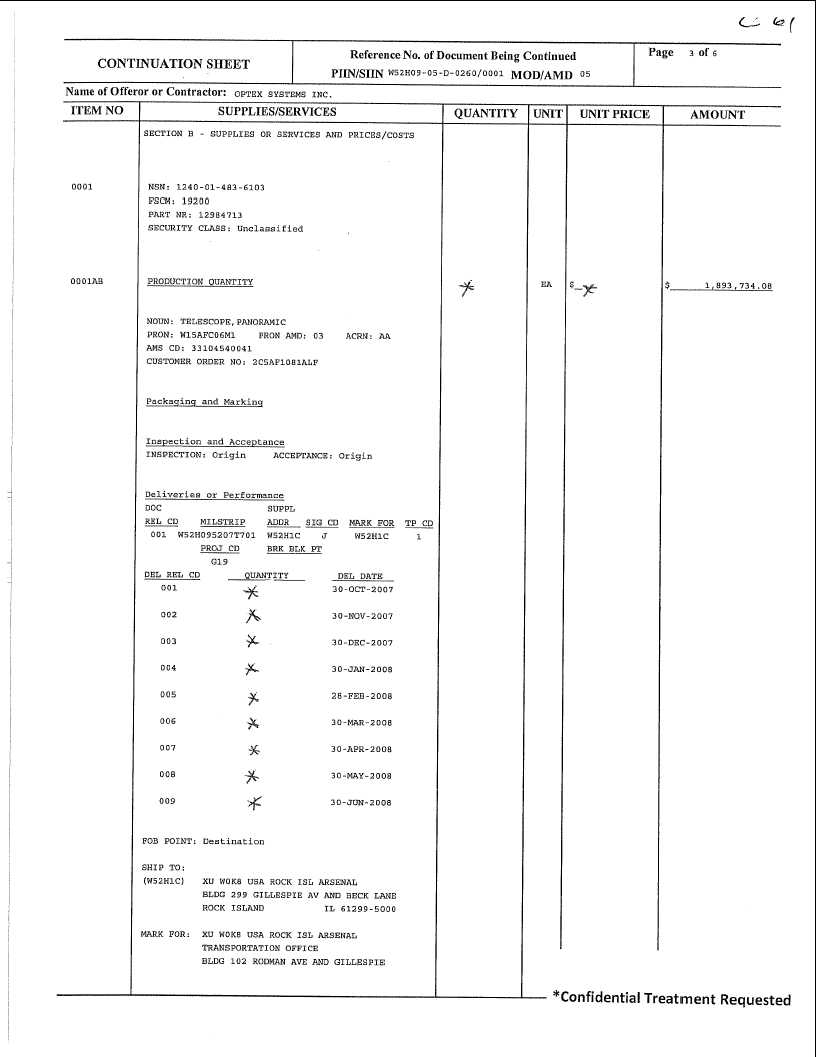 C 61
CONTINUATION SHEET
Reference No. of Document Being Continued
PIIN/SIIN W52H09-05-D-0260/0001 MOD/AMD 05
Page 3 of 6
Name of Offeror or Contractor: OPTEX SYSTEMS INC.
ITEM NO SUPPLIES/SERVICES QUANTITY UNIT UNIT PRICE AMOUNT
SECTION B - SUPPLIES OR SERVICES AND PRICES/COSTS
0001 NSN: 1240-01-483-6103
FSCM: 19200
PART NR: 12984713
SECURITY CLASS: Unclassified
0001AB PRODUCTION QUANTITY * EA $ * $ 1,893,734.08
NOUN: TELESCOPE,PANORAMIC
PRON: W15AFC06M1 PRON AMD: 03 ACRN: AA
AMS CD: 33104540041
CUSTOMER ORDER NO: 2C5AF1081ALF
Packaging and Marking
Inspection and Acceptance
INSPECTION: Origin ACCEPTANCE: Origin
Deliveries or Performance
DOC SUPPL
REL CD MILSTRIP ADDR SIG CD MARK FOR TP CD
001 W52H095207T701 W52H1C J W52H1C 1
PROJ CD BRK BLK PT
G19
DEL REL CD QUANTITY DEL DATE
001 * 30-OCT-2007
002 * 30-NOV-2007
003 * 30-DEC-2007
004 * 30-JAN-2008
005 * 28-FEB-2008
006 * 30-MAR-2008
007 * 30-APR-2008
008 * 30-MAY-2008
009 * 30-JUN-2008
FOB POINT: Destination
SHIP TO:
(W52H1C) XU W0K8 USA ROCK ISL ARSENAL
BLDG 299 GILLESPIE AV AND BECK LANE
ROCK ISLAND IL 61299-5000
MARK FOR: XU W0K8 USA ROCK ISL ARSENAL
TRANSPORTATION OFFICE
BLDG 102 RODMAN AVE AND GILLESPIE
*Confidential Treatment Requested